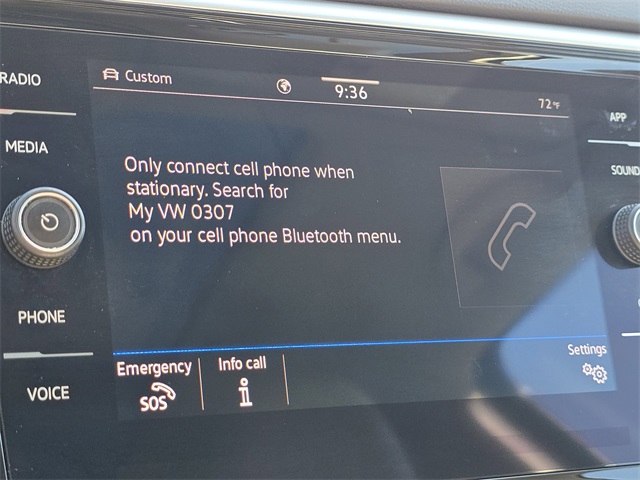 RADIO
Custom
9:36
72°F
APP
MEDIA
SOUND
Only connect cell phone when
stationary. Search for
My VW 0307
on your cell phone Bluetooth menu.
PHONE
Settings
Emergency
Info call
SOS
VOICE